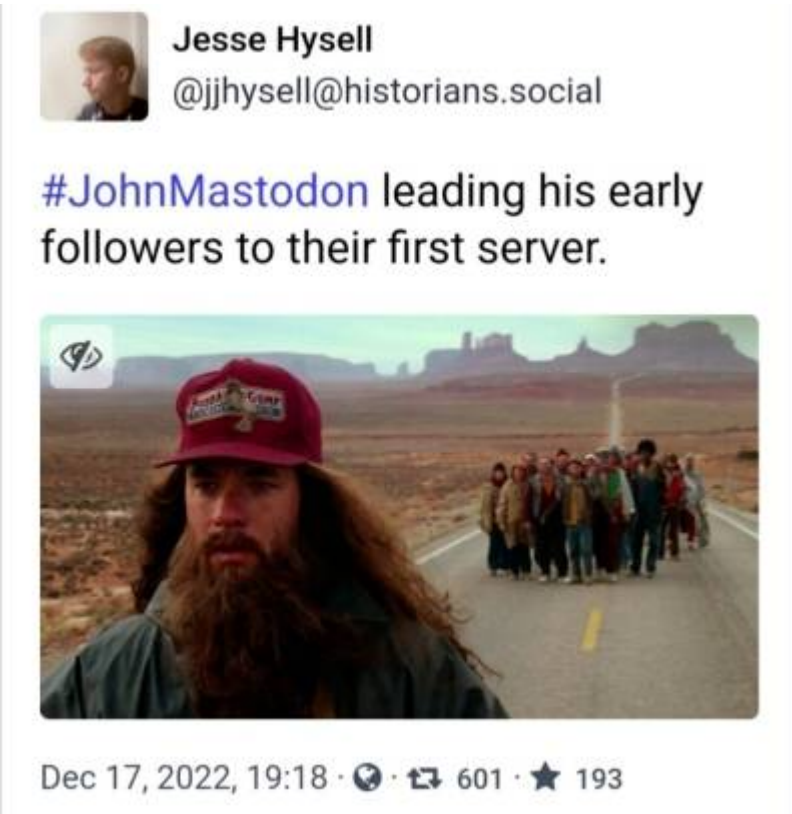 Jesse Hysell
@jjhysell@historians.social
#JohnMastodon leading his early
followers to their first server.
Dec 17, 2022, 19:18 · · 601 · 193